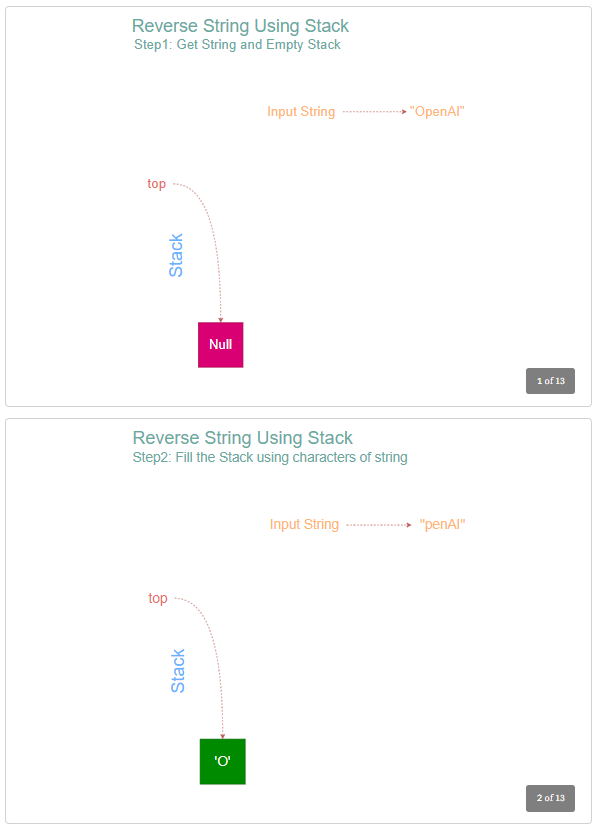 Reverse String Using Stack
Step1: Get String and Empty Stack
Input String
"OpenAI"
top
Stack
Null
1 of 13
Reverse String Using Stack
Step2: Fill the Stack using characters of string
Input String
"penAI"
top
Stack
'O'
2 of 13